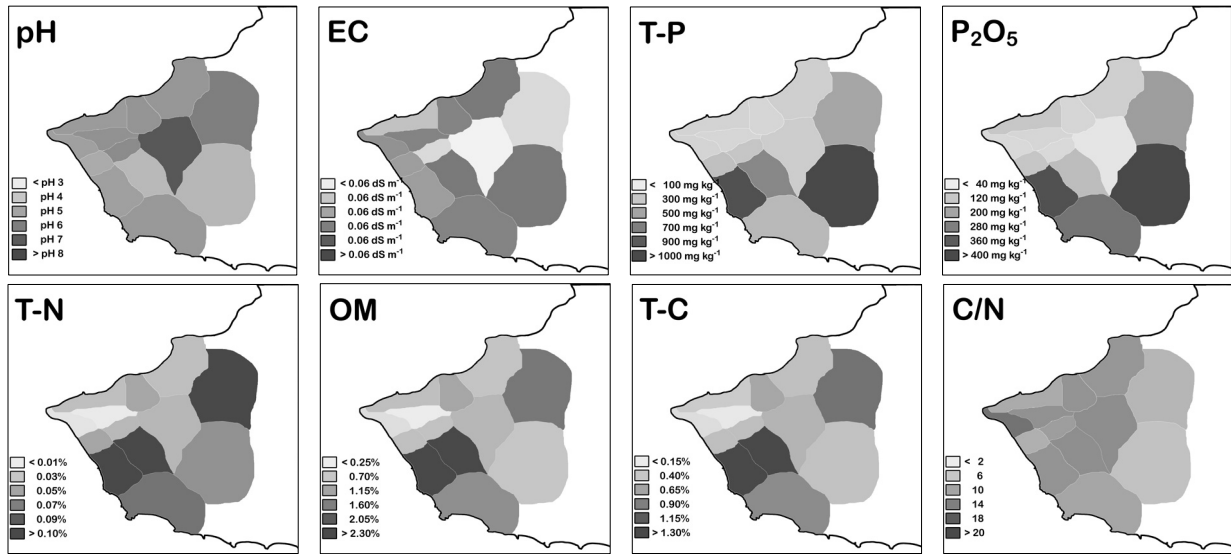 pH
< pH 3
pH 4
pH 5
pH 6
pH 7
> pH 8
EC
< 0.06 dS m⁻¹
0.06 dS m⁻¹
0.06 dS m⁻¹
0.06 dS m⁻¹
0.06 dS m⁻¹
> 0.06 dS m⁻¹
T-P
< 100 mg kg⁻¹
300 mg kg⁻¹
500 mg kg⁻¹
700 mg kg⁻¹
900 mg kg⁻¹
> 1000 mg kg⁻¹
P₂O₅
< 40 mg kg⁻¹
120 mg kg⁻¹
200 mg kg⁻¹
280 mg kg⁻¹
360 mg kg⁻¹
> 400 mg kg⁻¹
T-N
< 0.01%
0.03%
0.05%
0.07%
0.09%
> 0.10%
OM
< 0.25%
0.70%
1.15%
1.60%
2.05%
> 2.30%
T-C
< 0.15%
0.40%
0.65%
0.90%
1.15%
> 1.30%
C/N
< 2
6
10
14
18
> 20